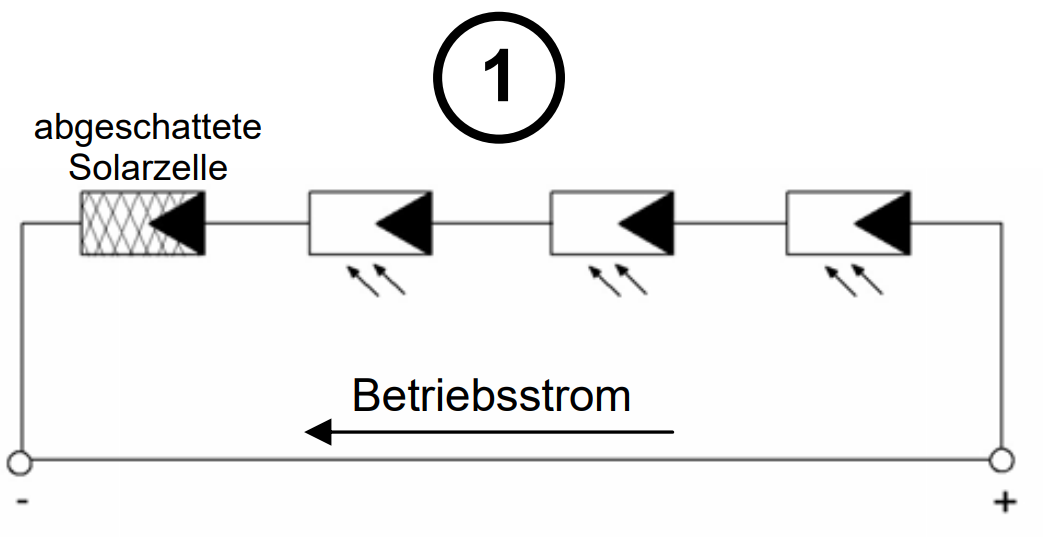 1
abgeschattete
Solarzelle
Betriebsstrom
- +